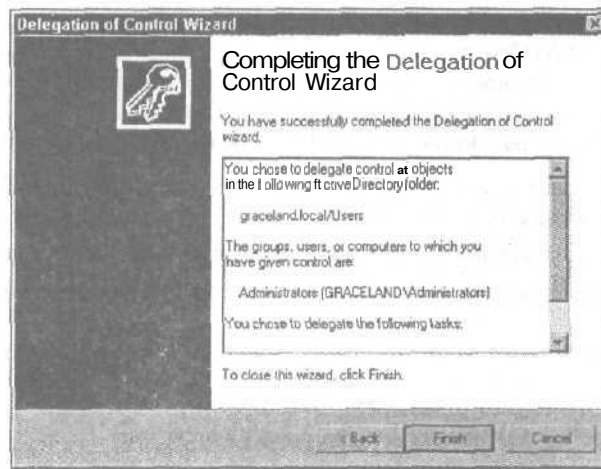 Delegation of Control Wizard
Completing the Delegation of
Control Wizard
You have successfully completed the Delegation of Control
wizard.
You chose to delegate control at objects
in the I ollowing ft ctive Directory folder:
graceland.local/Users
The groups, users, or computers to which you
have given control are:
Administrators (GRACELAND\Administrators)
You chose to delegate the following tasks:
To close this wizard, click Finish.
< Back
Finish
Cancel